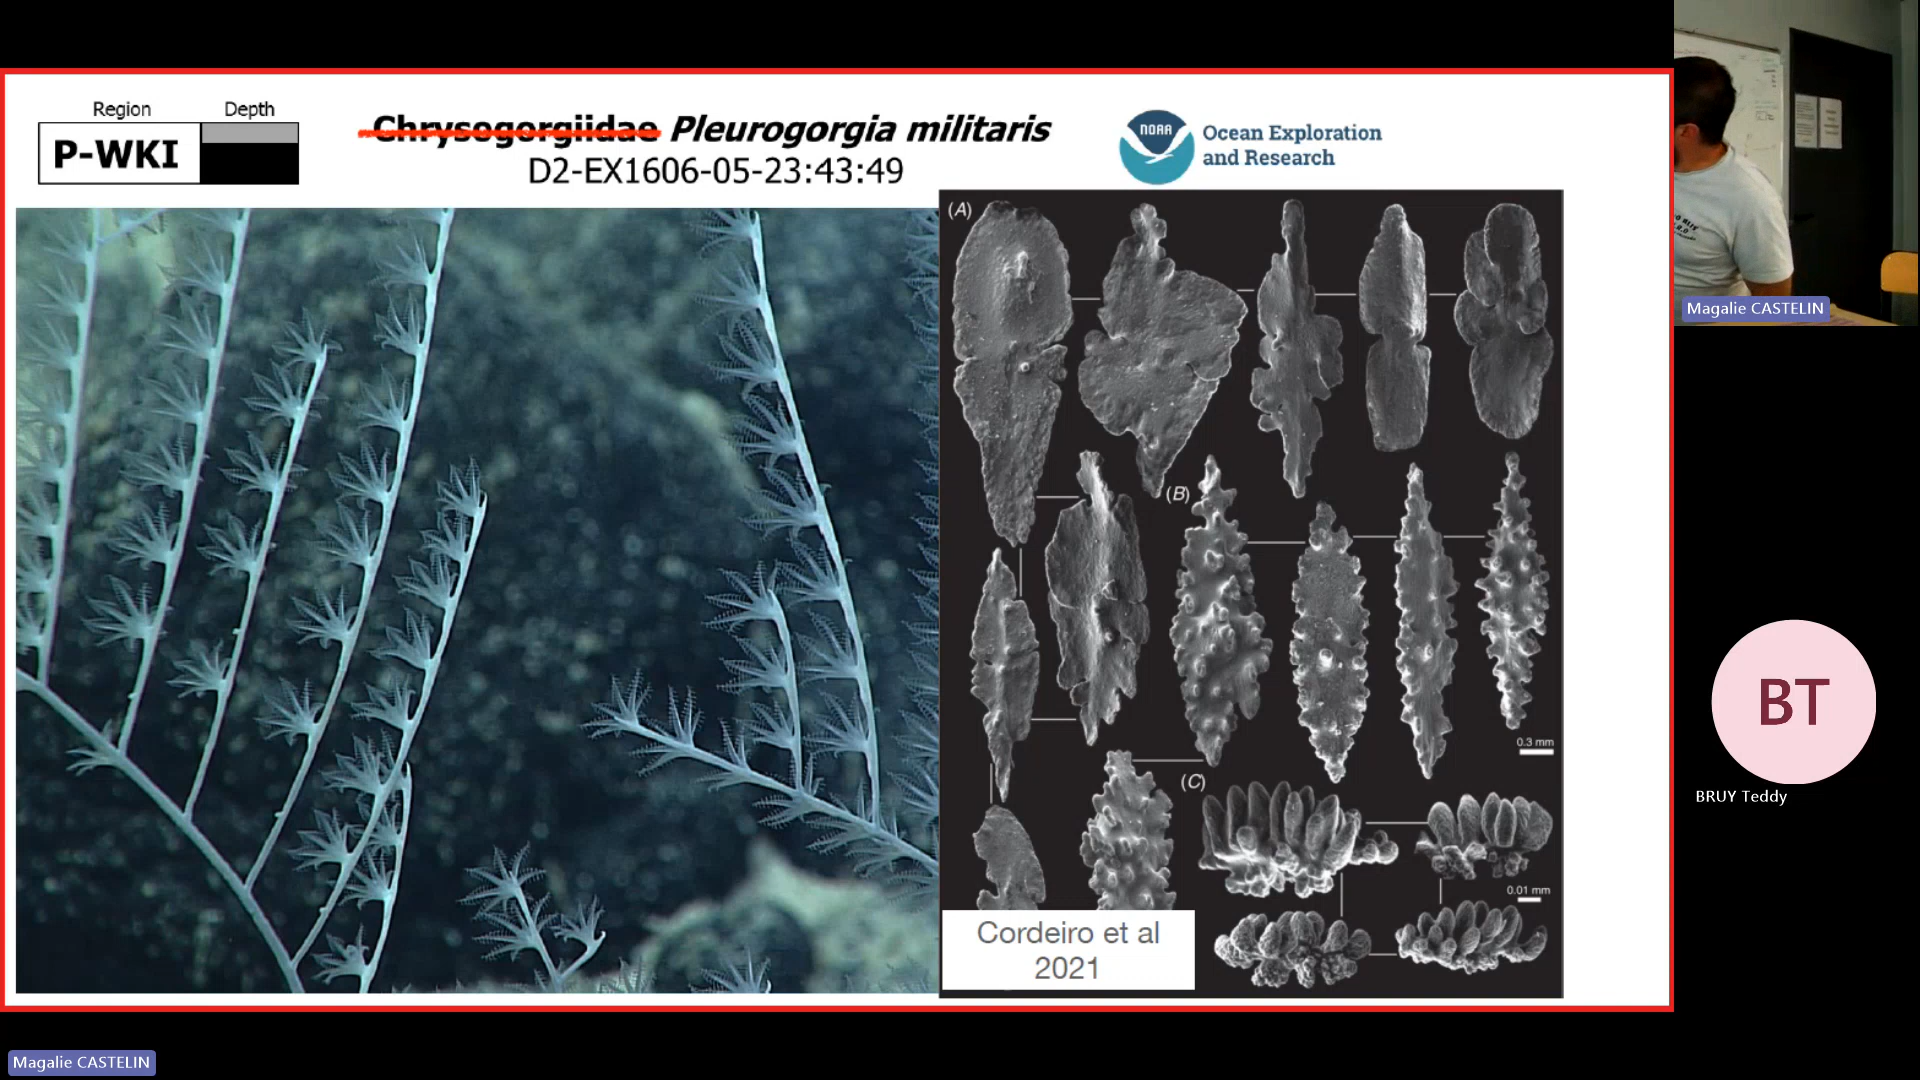 Region
Depth
P-WKI
Chrysogorgiidae Pleurogorgia militaris
D2-EX1606-05-23:43:49
NOAA
Ocean Exploration
and Research
(A)
(B)
0.3 mm
(C)
0.01 mm
Cordeiro et al
2021
Magalie CASTELIN
BT
BRUY Teddy
Magalie CASTELIN